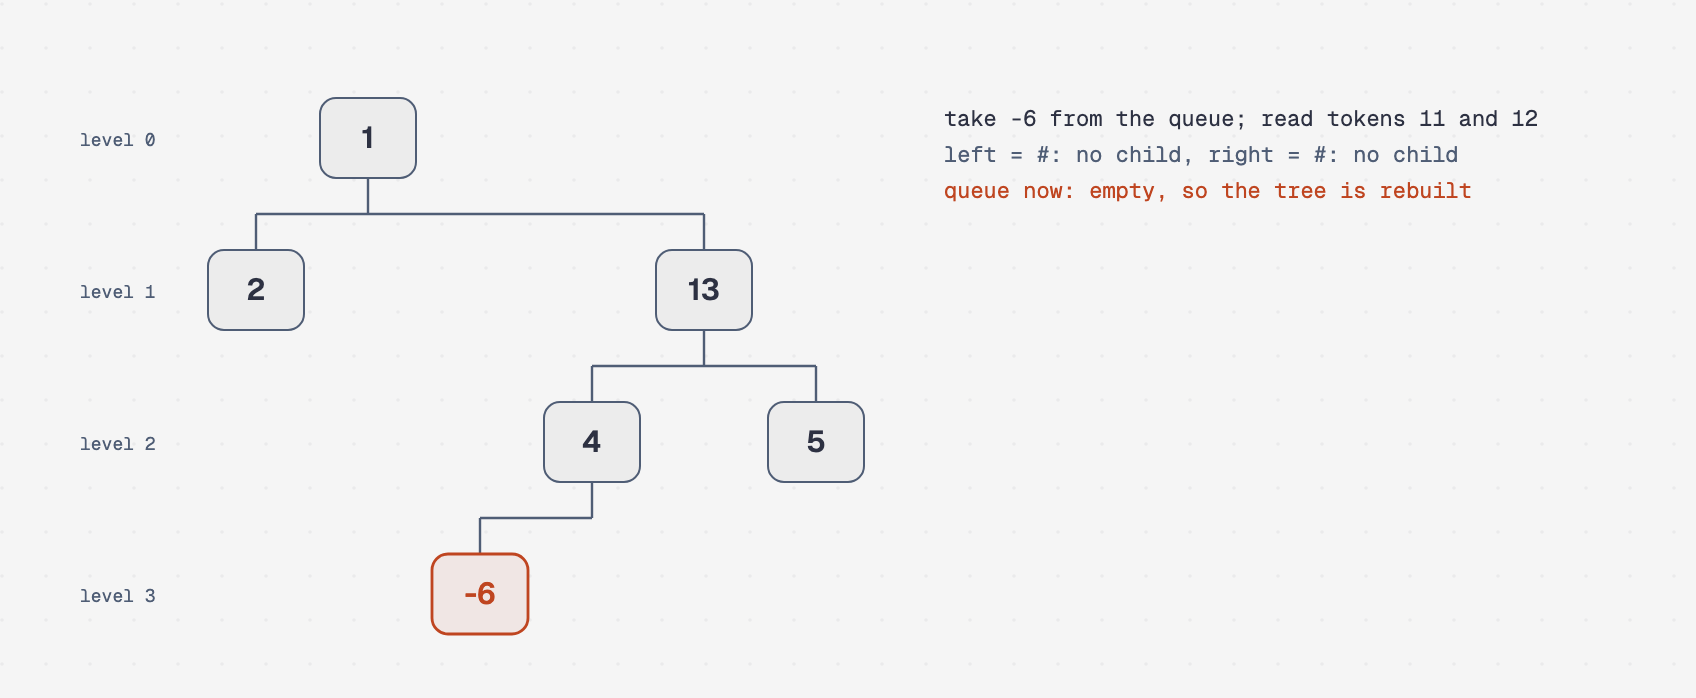 take -6 from the queue; read tokens 11 and 12
left = #: no child, right = #: no child
queue now: empty, so the tree is rebuilt
level 0
1
level 1
2
13
level 2
4
5
level 3
-6